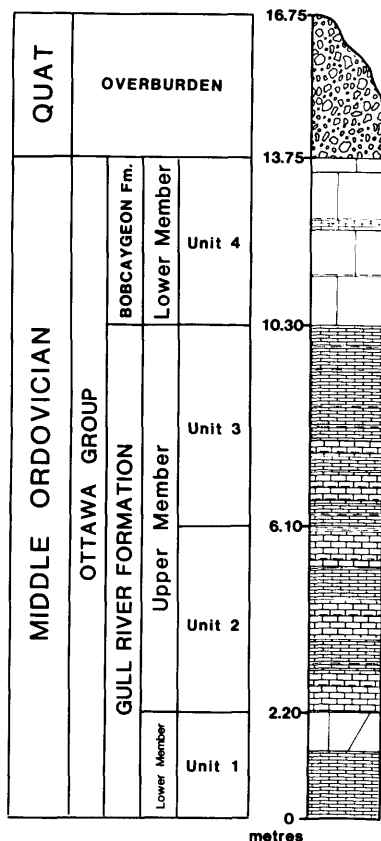 16.75
QUAT
OVERBURDEN
13.75
MIDDLE ORDOVICIAN
OTTAWA GROUP
BOBCAYGEON Fm.
Lower Member
Unit 4
10.30
GULL RIVER FORMATION
Upper Member
Unit 3
6.10
Unit 2
2.20
Lower Member
Unit 1
0
metres